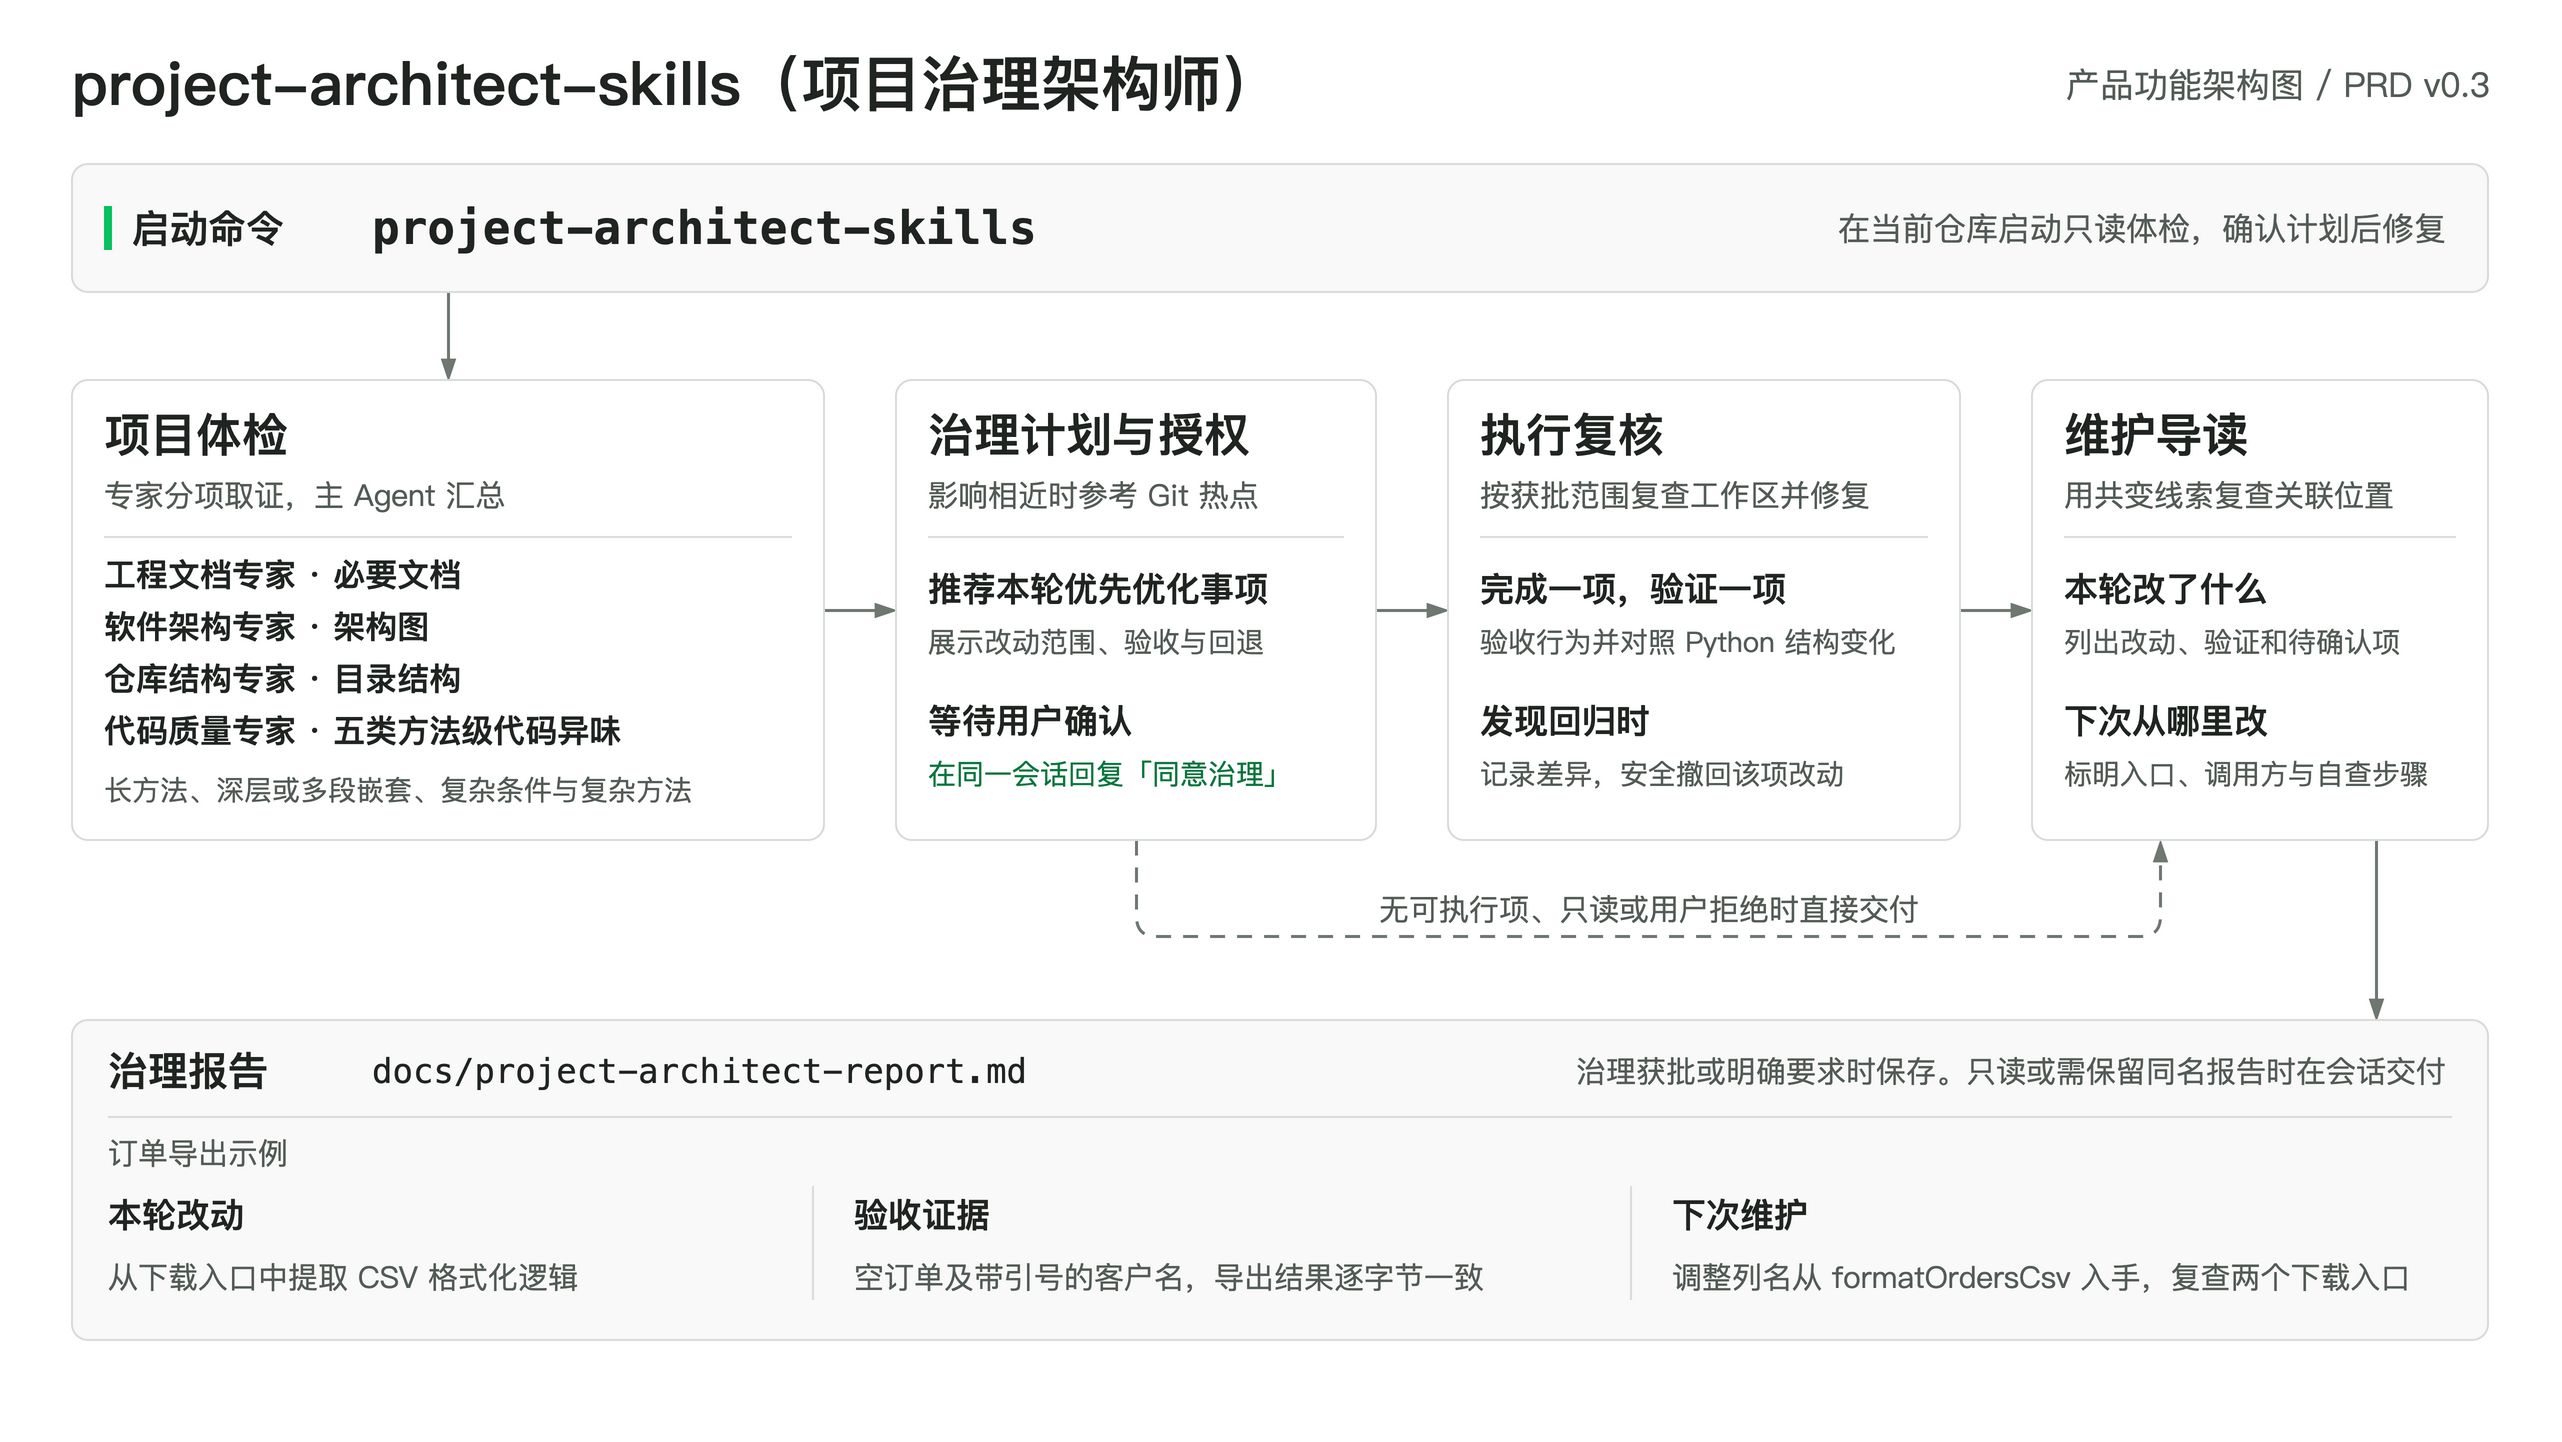 project-architect-skills（项目治理架构师）
产品功能架构图 / PRD v0.3
启动命令
project-architect-skills
在当前仓库启动只读体检，确认计划后修复
项目体检
专家分项取证，主 Agent 汇总
工程文档专家 · 必要文档
软件架构专家 · 架构图
仓库结构专家 · 目录结构
代码质量专家 · 五类方法级代码异味
长方法、深层或多段嵌套、复杂条件与复杂方法
治理计划与授权
影响相近时参考 Git 热点
推荐本轮优先优化事项
展示改动范围、验收与回退
等待用户确认
在同一会话回复「同意治理」
执行复核
按获批范围复查工作区并修复
完成一项，验证一项
验收行为并对照 Python 结构变化
发现回归时
记录差异，安全撤回该项改动
维护导读
用共变线索复查关联位置
本轮改了什么
列出改动、验证和待确认项
下次从哪里改
标明入口、调用方与自查步骤
无可执行项、只读或用户拒绝时直接交付
治理报告
docs/project-architect-report.md
治理获批或明确要求时保存。只读或需保留同名报告时在会话交付
订单导出示例
本轮改动
从下载入口中提取 CSV 格式化逻辑
验收证据
空订单及带引号的客户名，导出结果逐字节一致
下次维护
调整列名从 formatOrdersCsv 入手，复查两个下载入口